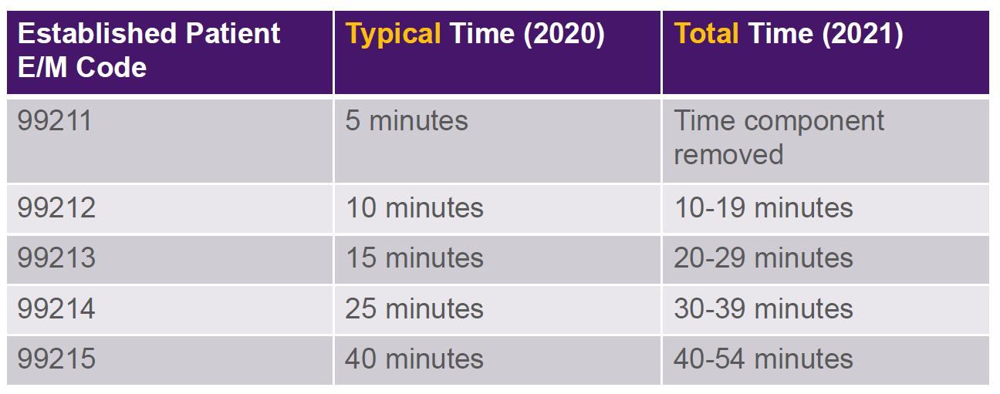 Established Patient E/M Code Typical Time (2020) Total Time (2021)
99211 5 minutes Time component removed
99212 10 minutes 10-19 minutes
99213 15 minutes 20-29 minutes
99214 25 minutes 30-39 minutes
99215 40 minutes 40-54 minutes